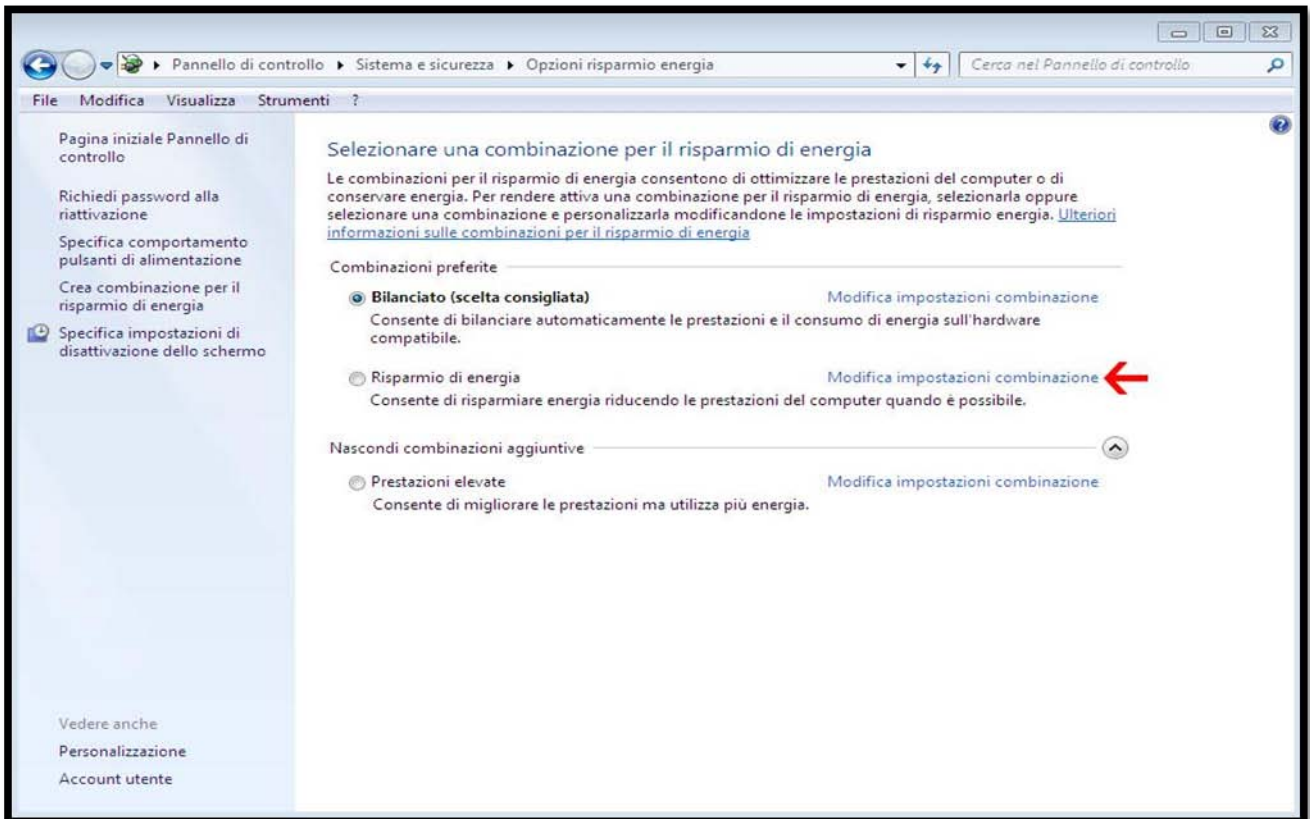 Pannello di controllo ▸ Sistema e sicurezza ▸ Opzioni risparmio energia
Cerca nel Pannello di controllo
File Modifica Visualizza Strumenti ?
Pagina iniziale Pannello di
controllo
Richiedi password alla
riattivazione
Specifica comportamento
pulsanti di alimentazione
Crea combinazione per il
risparmio di energia
Specifica impostazioni di
disattivazione dello schermo
Vedere anche
Personalizzazione
Account utente
Selezionare una combinazione per il risparmio di energia
Le combinazioni per il risparmio di energia consentono di ottimizzare le prestazioni del computer o di
conservare energia. Per rendere attiva una combinazione per il risparmio di energia, selezionarla oppure
selezionare una combinazione e personalizzarla modificandone le impostazioni di risparmio energia. Ulteriori
informazioni sulle combinazioni per il risparmio di energia
Combinazioni preferite
Bilanciato (scelta consigliata) Modifica impostazioni combinazione
Consente di bilanciare automaticamente le prestazioni e il consumo di energia sull'hardware
compatibile.
Risparmio di energia Modifica impostazioni combinazione
Consente di risparmiare energia riducendo le prestazioni del computer quando è possibile.
Nascondi combinazioni aggiuntive
Prestazioni elevate Modifica impostazioni combinazione
Consente di migliorare le prestazioni ma utilizza più energia.